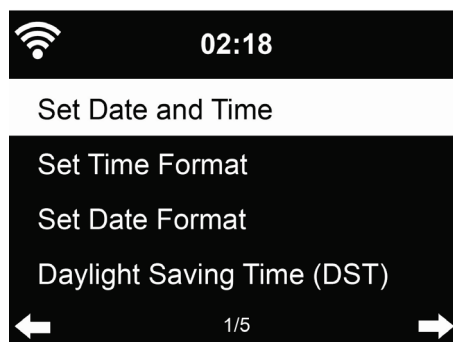 02:18
Set Date and Time
Set Time Format
Set Date Format
Daylight Saving Time (DST)
1/5